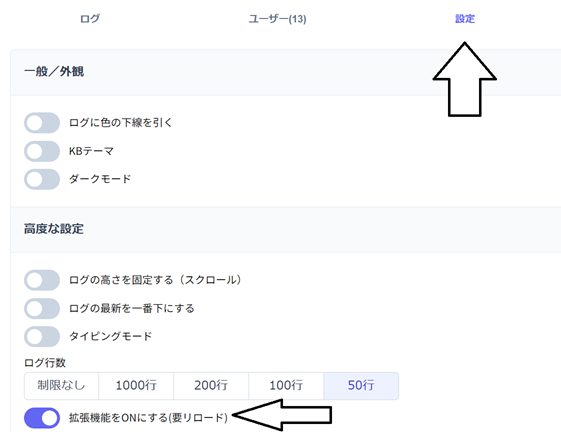 ログ ユーザー(13) 設定
一般／外観
ログに色の下線を引く
KBテーマ
ダークモード
高度な設定
ログの高さを固定する（スクロール）
ログの最新を一番下にする
タイピングモード
ログ行数
制限なし 1000行 200行 100行 50行
拡張機能をONにする(要リロード)